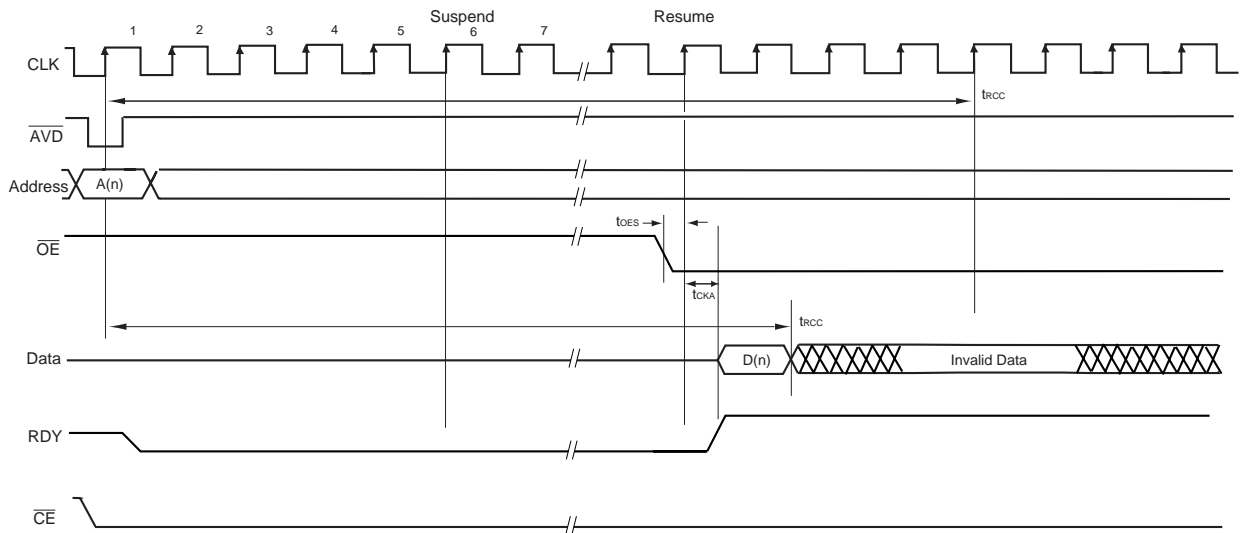 Suspend Resume
1 2 3 4 5 6 7
CLK
tRCC
AVD
Address A(n)
tOES
OE
tCKA
tRCC
Data D(n) Invalid Data
RDY
CE